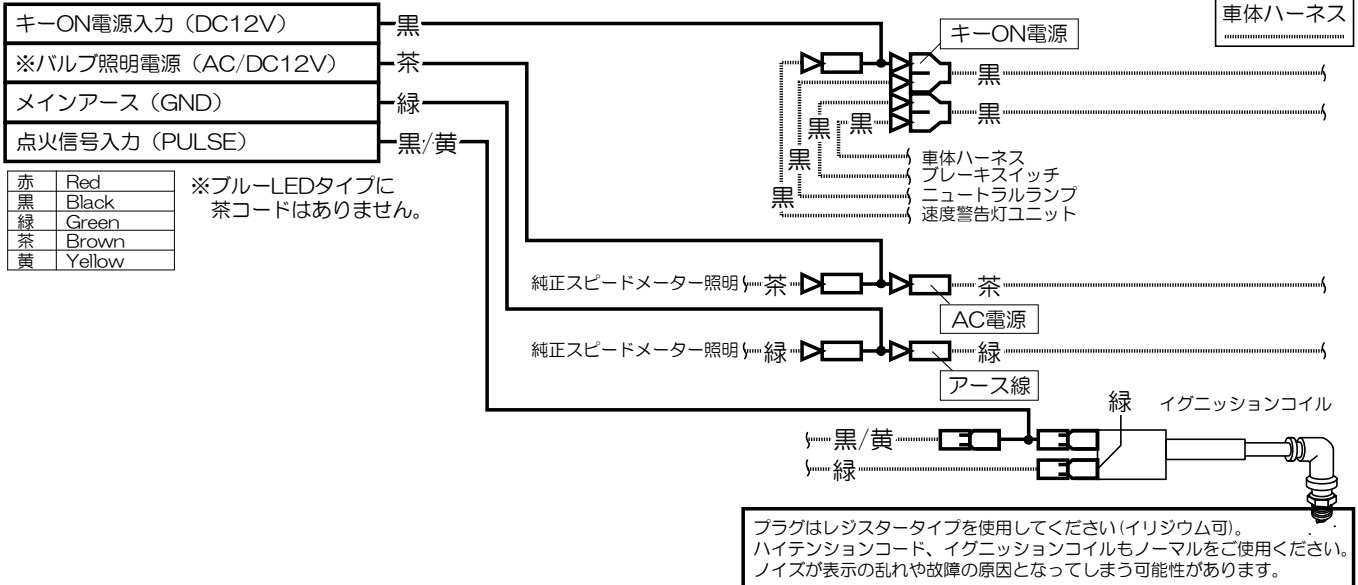 キーON電源入力（DC12V）
黒
※バルブ照明電源（AC/DC12V）
茶
メインアース（GND）
緑
点火信号入力（PULSE）
黒/黄
赤 Red
黒 Black
緑 Green
茶 Brown
黄 Yellow
※ブルーLEDタイプに
茶コードはありません。
車体ハーネス
キーON電源
黒
黒
黒
黒
黒
黒
車体ハーネス
ブレーキスイッチ
ニュートラルランプ
速度警告灯ユニット
純正スピードメーター照明
茶
茶
AC電源
純正スピードメーター照明
緑
緑
アース線
緑
イグニッションコイル
黒/黄
緑
プラグはレジスタータイプを使用してください(イリジウム可)。
ハイテンションコード、イグニッションコイルもノーマルをご使用ください。
ノイズが表示の乱れや故障の原因となってしまう可能性があります。